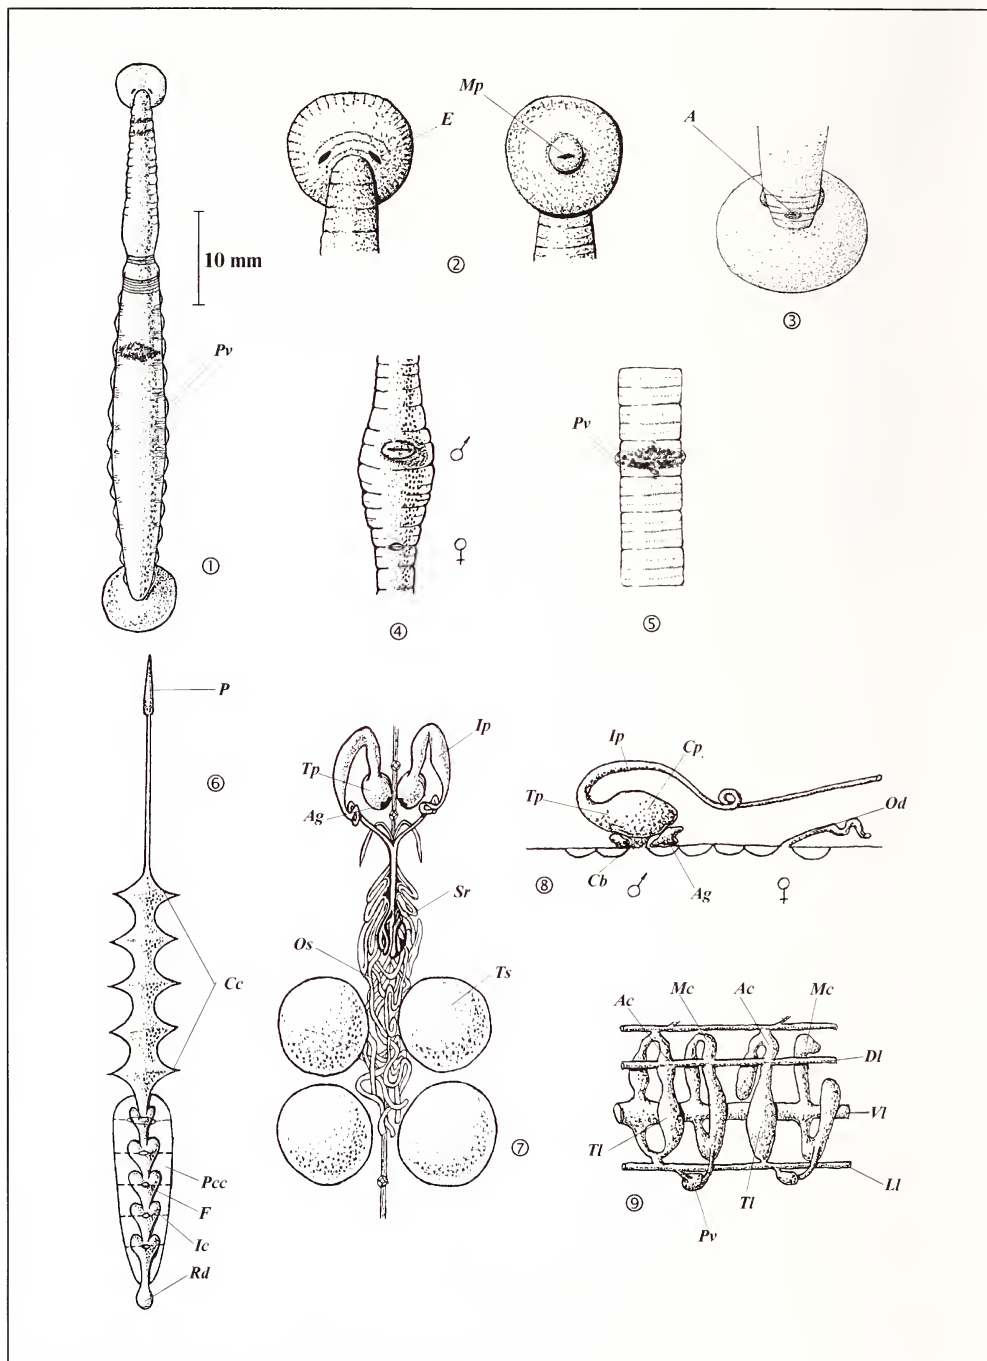 Mp
E
A
10 mm
②
③
Pv
Pv
♂
①
♀
④
⑤
P
⑥
Ip
Tp
Ag
Ip
Cp.
Tp
Od
⑧
Cb
♂
Ag
♀
Sr
Os
Ts
Cc
Ac
Mc
Ac
Mc
Dl
Vl
Tl
Tl
Ll
⑦
⑨
Pv
Pcc
F
Ic
Rd